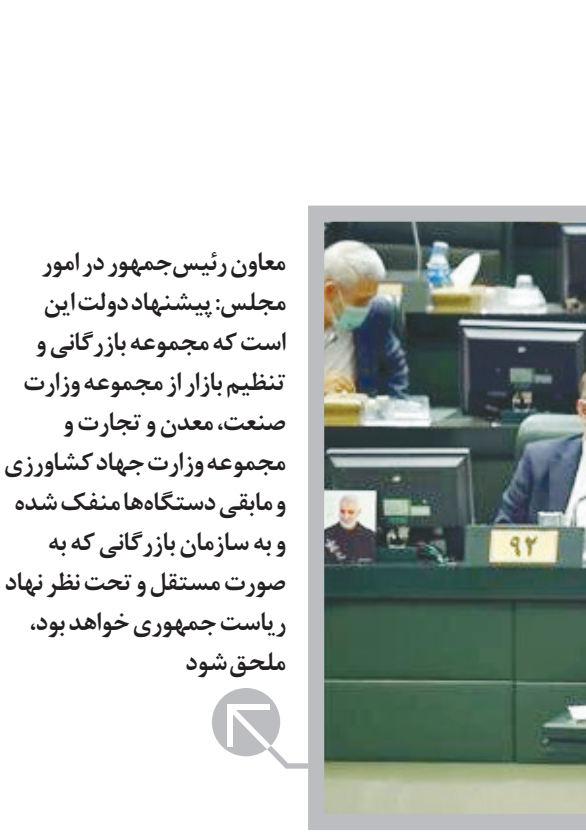 معاون رئیس‌جمهور در امور
مجلس: پیشنهاد دولت این
است که مجموعه بازرگانی و
تنظیم بازار از مجموعه وزارت
صنعت، معدن و تجارت و
مجموعه وزارت جهاد کشاورزی
و مابقی دستگاه‌ها منفک شده
و به سازمان بازرگانی که به
صورت مستقل و تحت نظر نهاد
ریاست جمهوری خواهد بود،
ملحق شود
۹۲